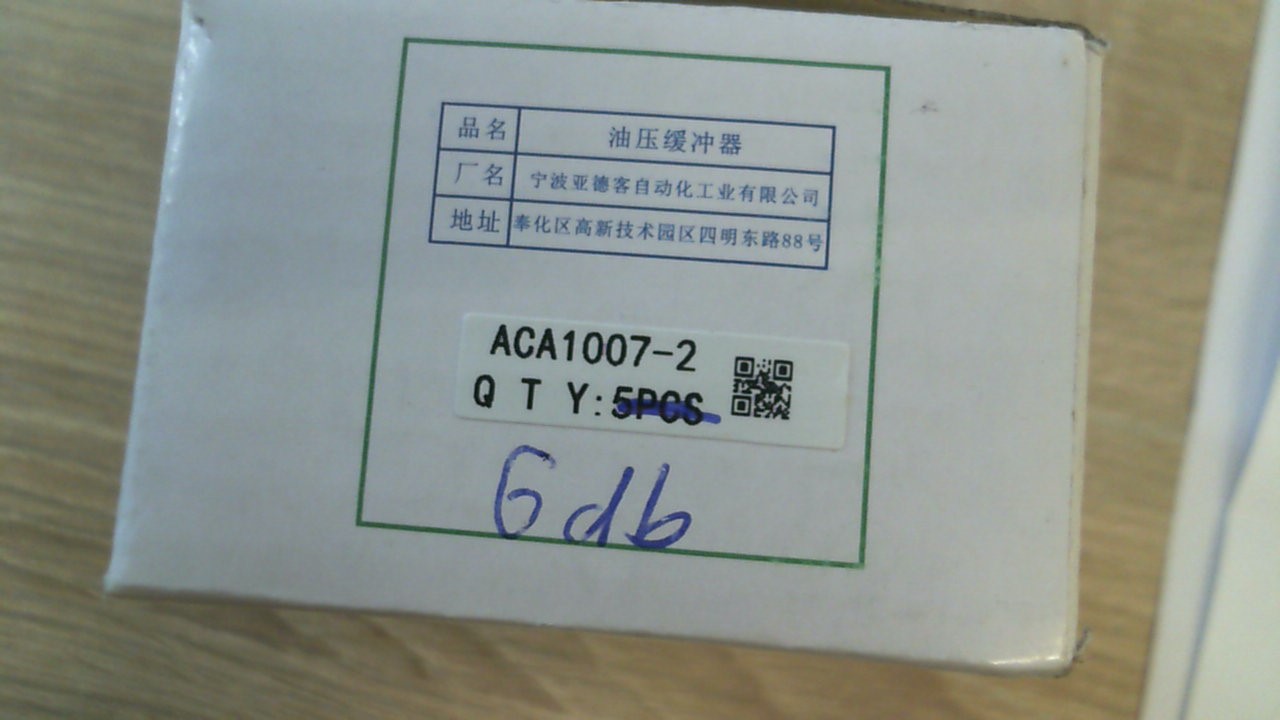 品名 油压缓冲器
厂名 宁波亚德客自动化工业有限公司
地址 奉化区高新技术园区四明东路88号
ACA1007-2
Q T Y:5PCS
6 db